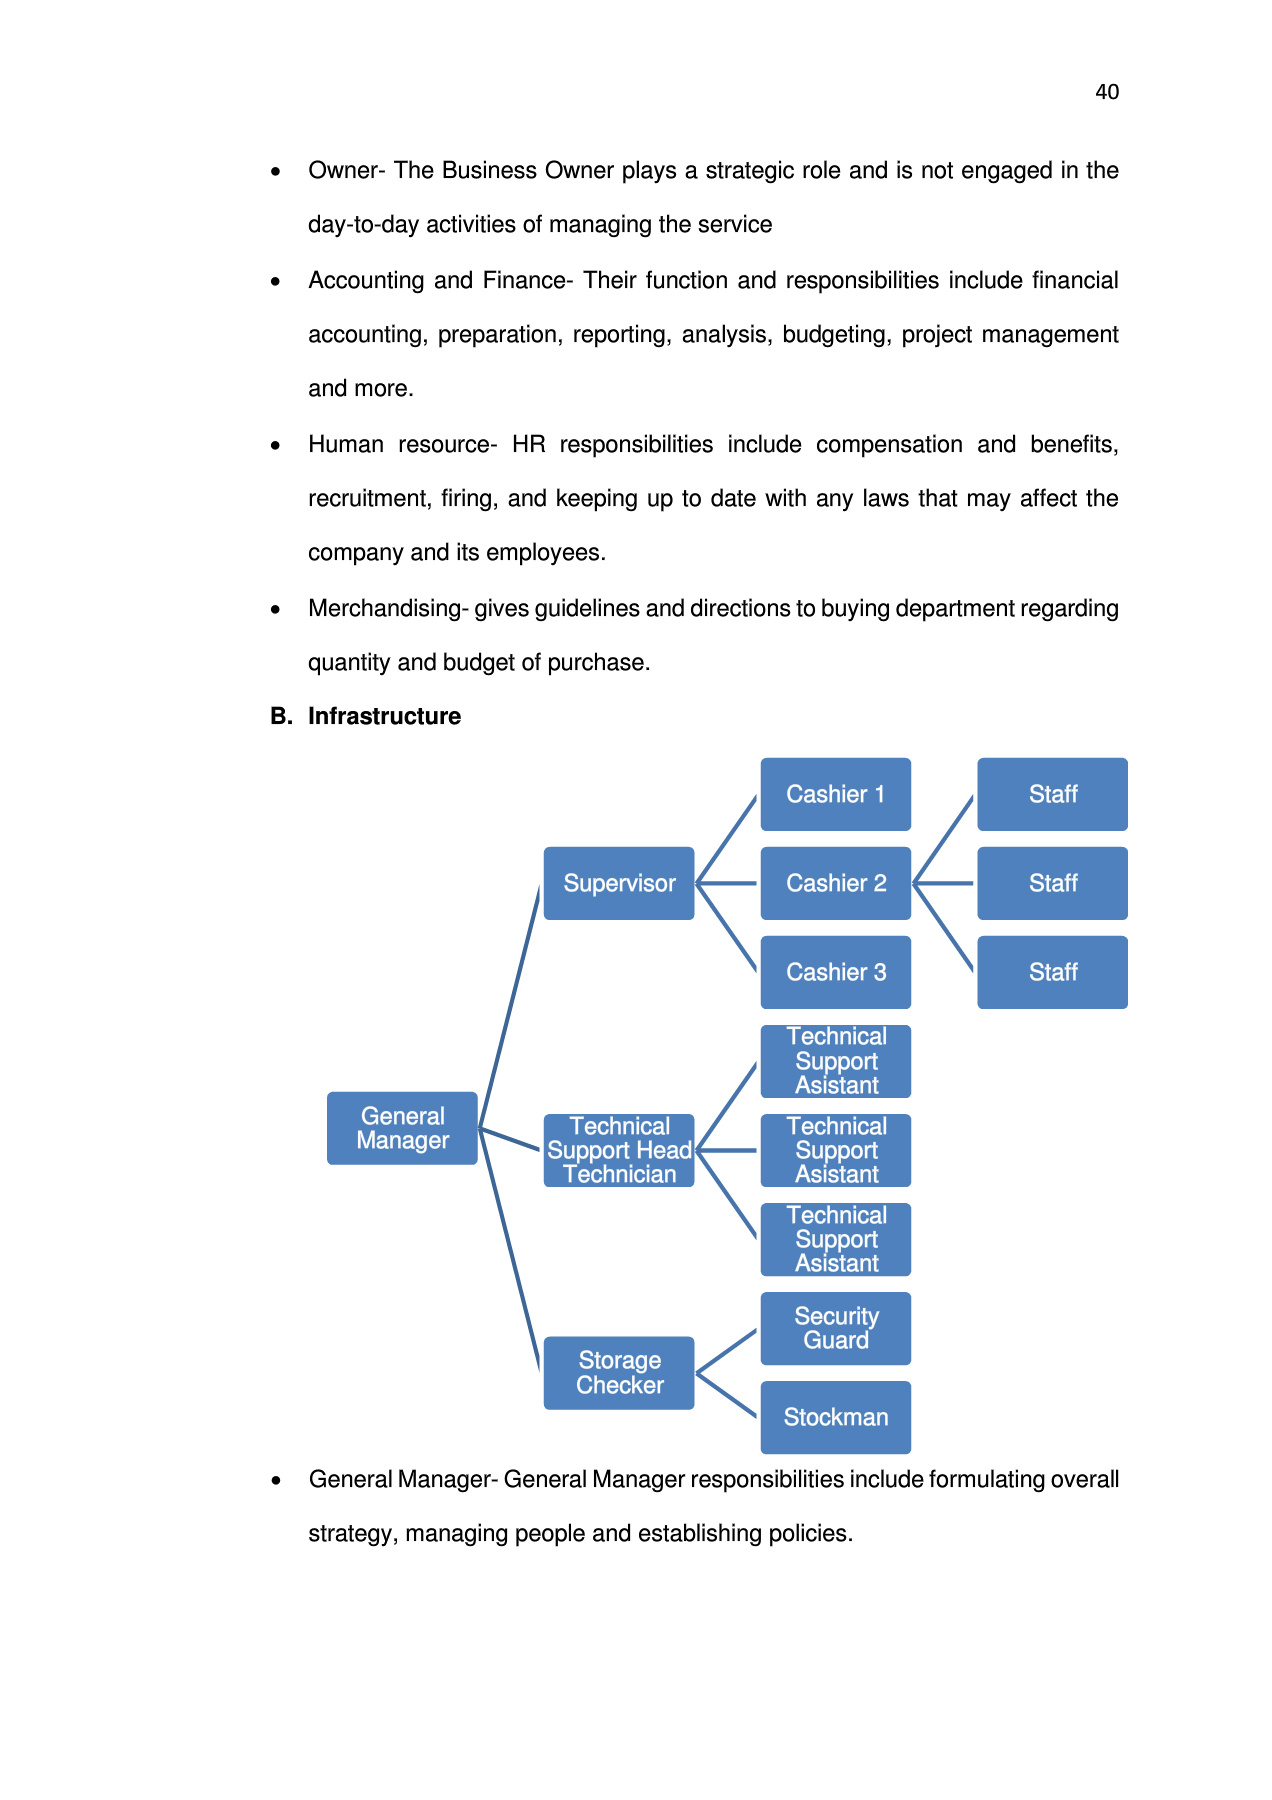 40
• Owner- The Business Owner plays a strategic role and is not engaged in the
day-to-day activities of managing the service
• Accounting and Finance- Their function and responsibilities include financial
accounting, preparation, reporting, analysis, budgeting, project management
and more.
• Human resource- HR responsibilities include compensation and benefits,
recruitment, firing, and keeping up to date with any laws that may affect the
company and its employees.
• Merchandising- gives guidelines and directions to buying department regarding
quantity and budget of purchase.
B. Infrastructure
General
Manager
Supervisor
Cashier 1
Cashier 2
Cashier 3
Staff
Staff
Staff
Technical
Support Head
Technician
Technical
Support
Asistant
Technical
Support
Asistant
Technical
Support
Asistant
Storage
Checker
Security
Guard
Stockman
• General Manager- General Manager responsibilities include formulating overall
strategy, managing people and establishing policies.